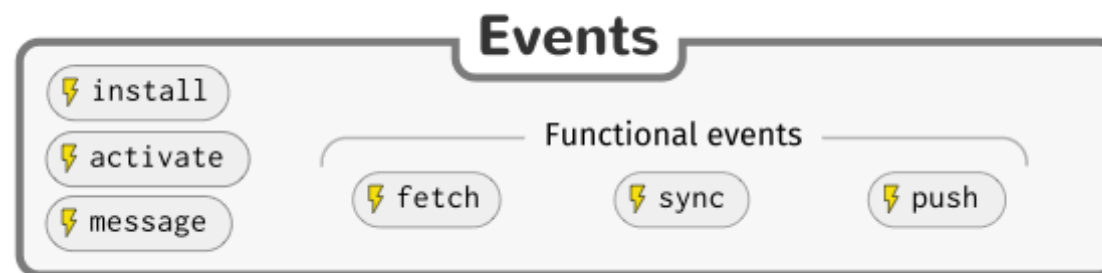 Events
install
activate
message
Functional events
fetch
sync
push